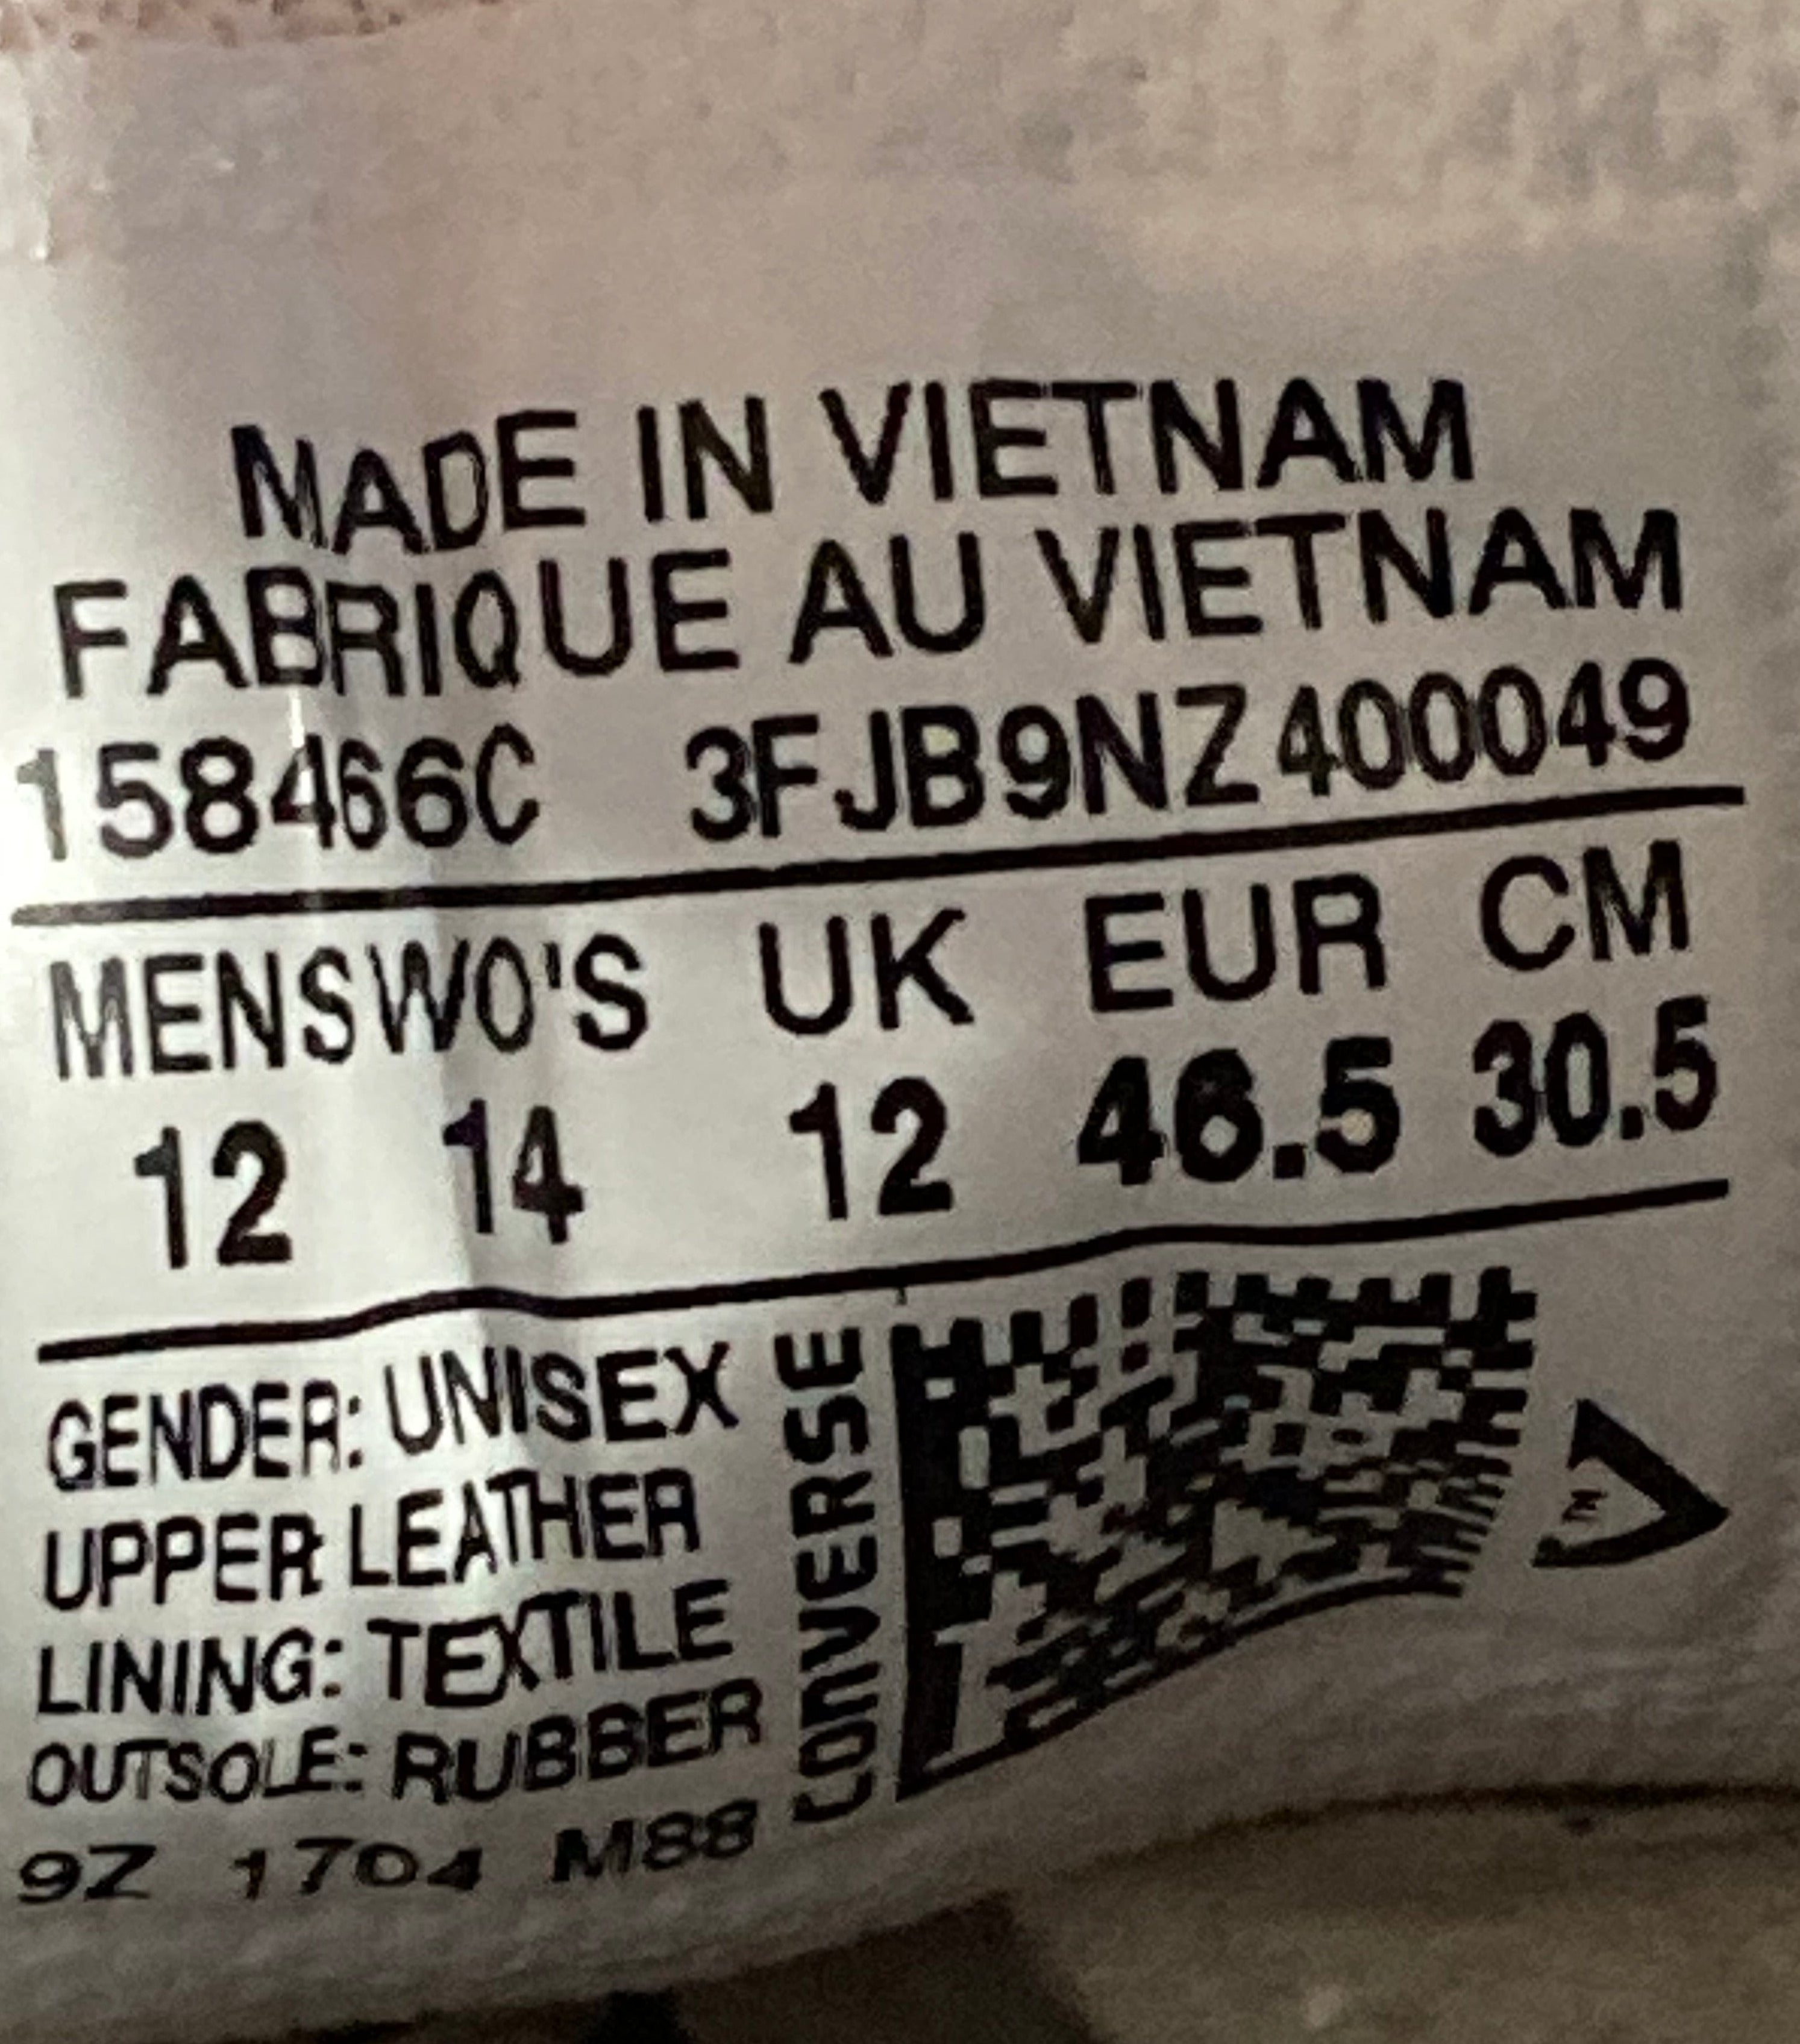 MADE IN VIETNAM
FABRIQUE AU VIETNAM
158466C 3FJB9NZ400049
MENS WO'S UK EUR CM
12 14 12 46.5 30.5
GENDER: UNISEX
UPPER LEATHER
LINING: TEXTILE
OUTSOLE: RUBBER
9Z 1704 M88
CONVERSE
M